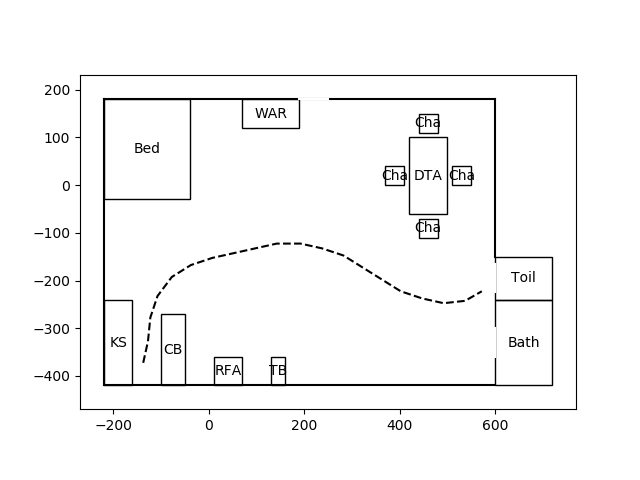 200
100
0
−100
−200
−300
−400
−200
0
200
400
600
WAR
Cha
Bed
Cha
DTA
Cha
Cha
Toil
KS
CB
RFA
TB
Bath